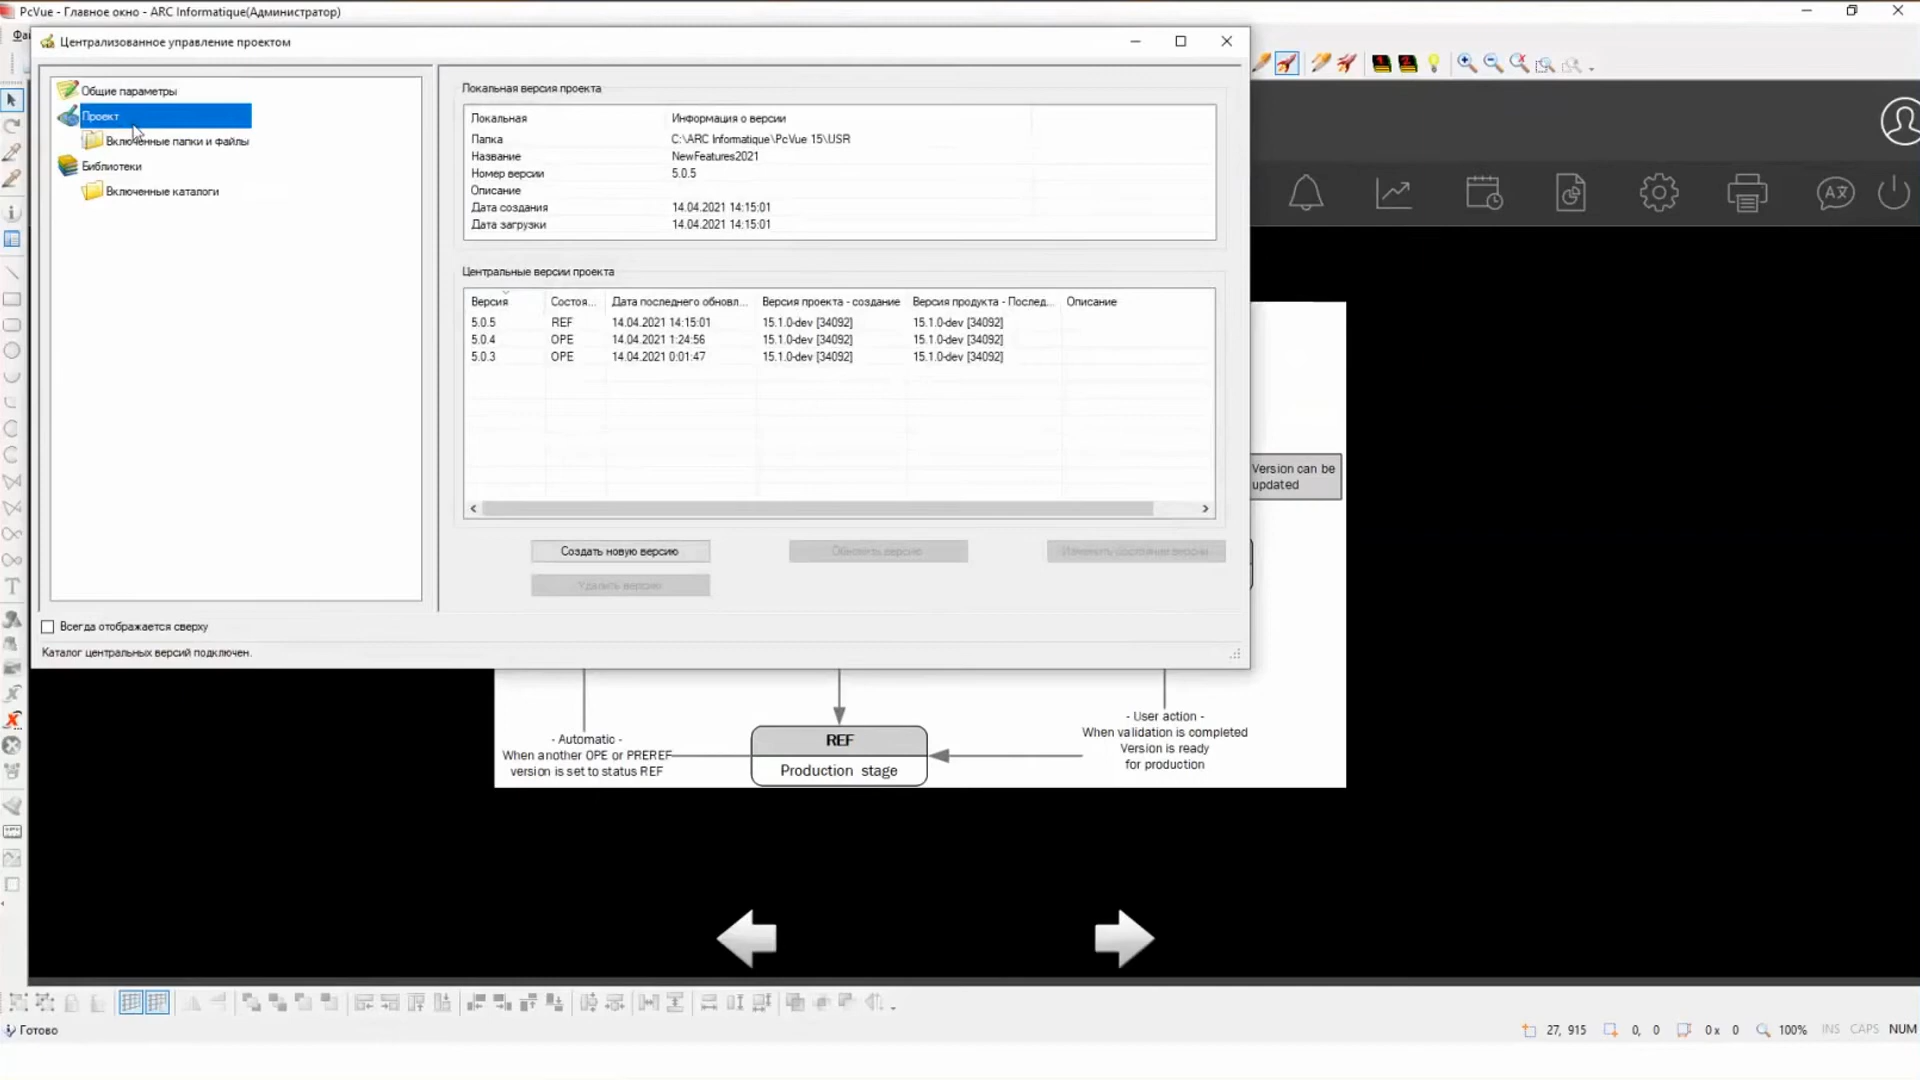 PcVue - Главное окно - ARC Informatique(Администратор)
Централизованное управление проектом
Общие параметры
Проект
Включенные папки и файлы
Библиотеки
Включенные каталоги
Локальная версия проекта
Локальная Информация о версии
Папка C:\ARC Informatique\PcVue 15\USR
Название NewFeatures2021
Номер версии 5.0.5
Описание
Дата создания 14.04.2021 14:15:01
Дата загрузки 14.04.2021 14:15:01
Центральные версии проекта
Версия Состоя... Дата последнего обновл... Версия проекта - создание Версия продукта - Послед... Описание
5.0.5 REF 14.04.2021 14:15:01 15.1.0-dev [34092] 15.1.0-dev [34092]
5.0.4 OPE 14.04.2021 1:24:56 15.1.0-dev [34092] 15.1.0-dev [34092]
5.0.3 OPE 14.04.2021 0:01:47 15.1.0-dev [34092] 15.1.0-dev [34092]
Создать новую версию Обновить версию Изменить состояние версии
Удалить версию
Всегда отображается сверху
Каталог центральных версий подключен.
Version can be
updated
- Automatic -
When another OPE or PREREF
version is set to status REF
REF
Production stage
- User action -
When validation is completed
Version is ready
for production
Готово
27, 915 0, 0 0 x 0 100% INS CAPS NUM